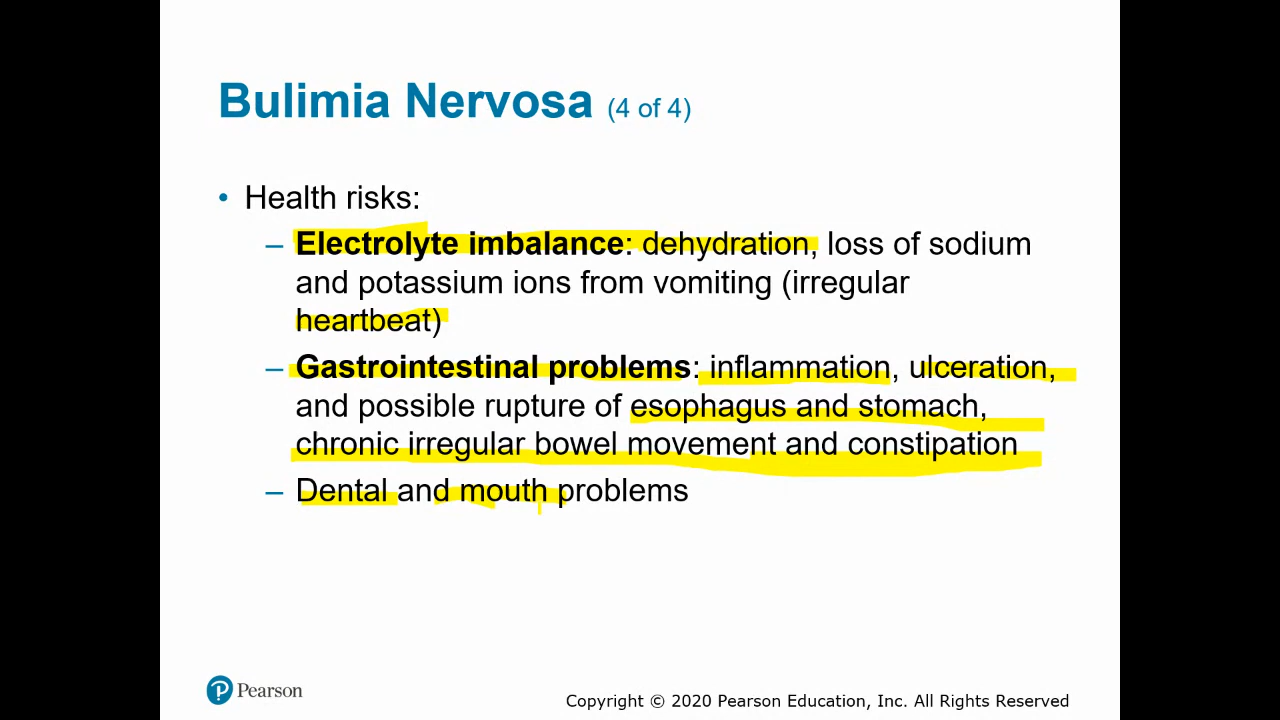 Bulimia Nervosa (4 of 4)
• Health risks:
– Electrolyte imbalance: dehydration, loss of sodium
and potassium ions from vomiting (irregular
heartbeat)
– Gastrointestinal problems: inflammation, ulceration,
and possible rupture of esophagus and stomach,
chronic irregular bowel movement and constipation
– Dental and mouth problems
P Pearson
Copyright © 2020 Pearson Education, Inc. All Rights Reserved